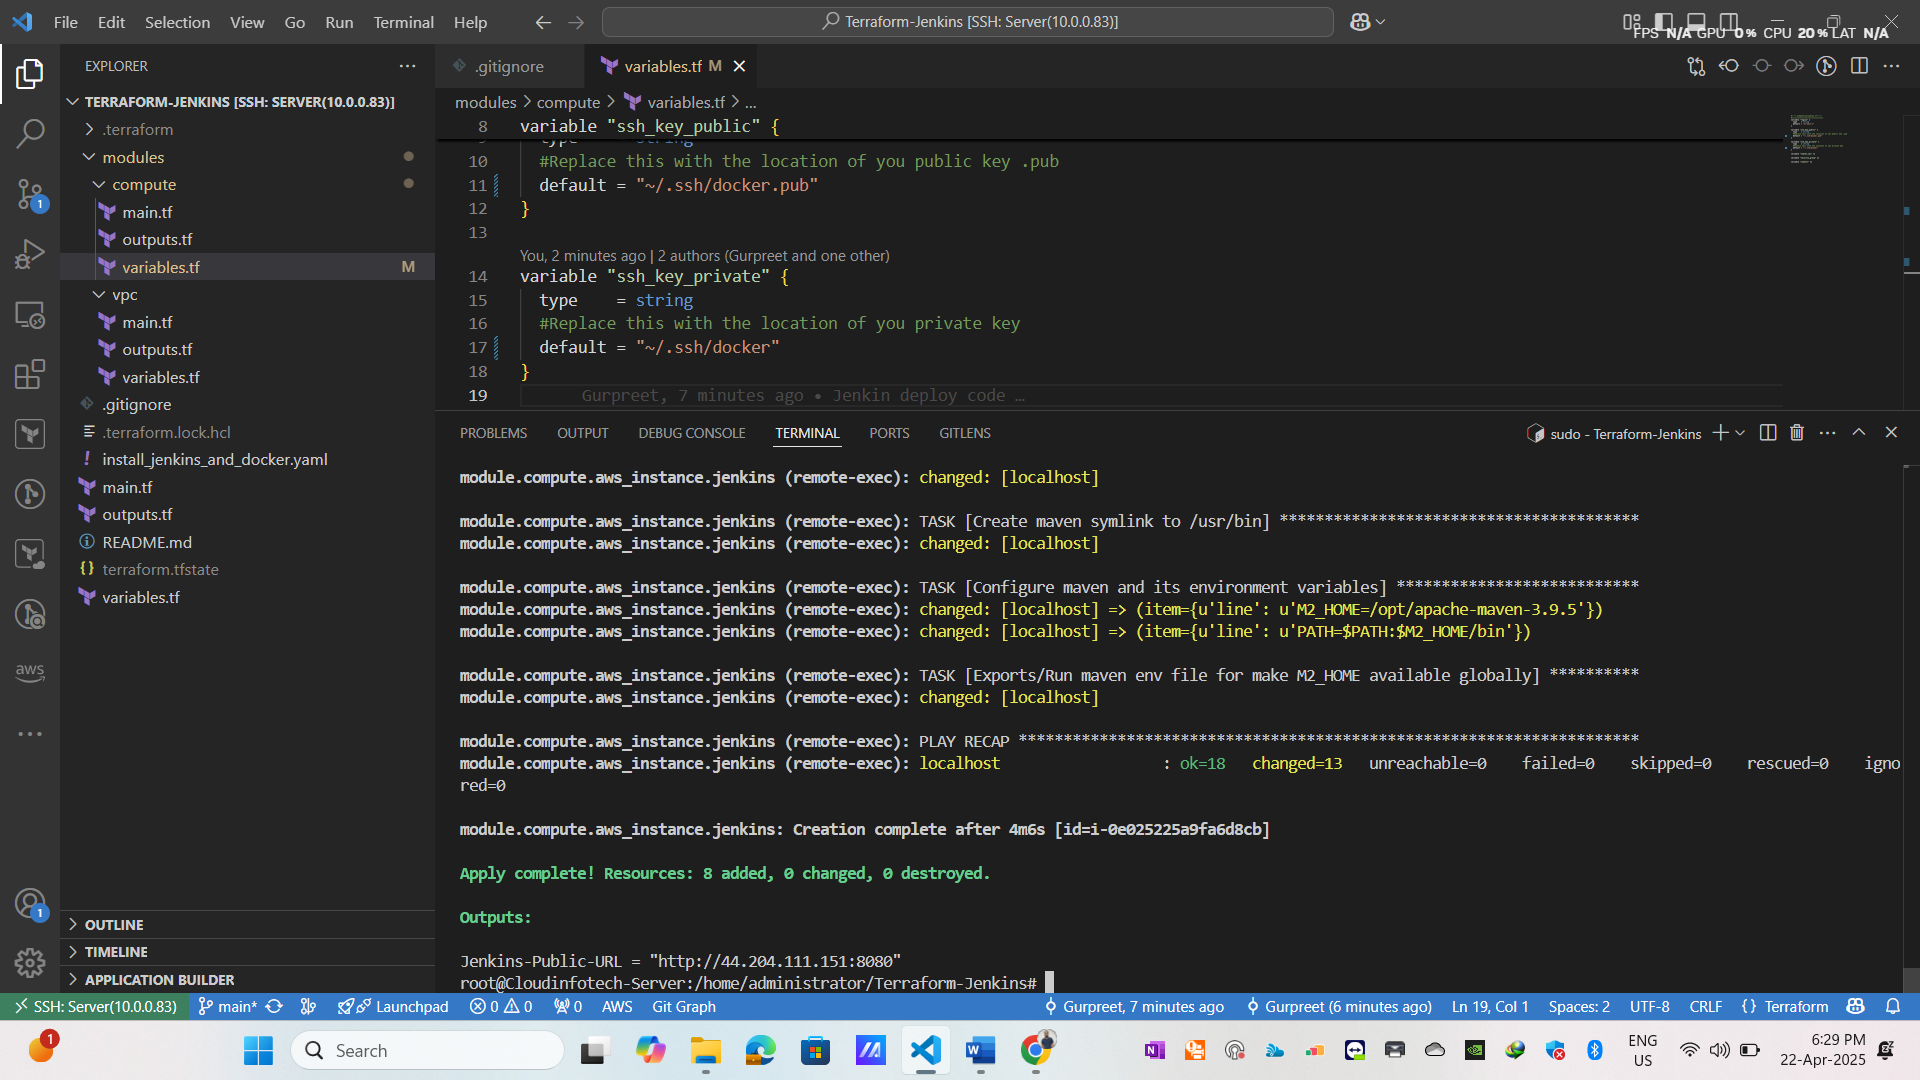 File Edit Selection View Go Run Terminal Help
Terraform-Jenkins [SSH: Server(10.0.0.83)]
FPS N/A GPU 0% CPU 20% LAT N/A
EXPLORER
TERRAFORM-JENKINS [SSH: SERVER(10.0.0.83)]
.terraform
modules
compute
main.tf
outputs.tf
variables.tf M
vpc
main.tf
outputs.tf
variables.tf
.gitignore
.terraform.lock.hcl
install_jenkins_and_docker.yaml
main.tf
outputs.tf
README.md
terraform.tfstate
variables.tf
OUTLINE
TIMELINE
APPLICATION BUILDER
1
aws
1
.gitignore
variables.tf M
modules > compute > variables.tf > ...
8 variable "ssh_key_public" {
10 #Replace this with the location of you public key .pub
11 default = "~/.ssh/docker.pub"
12 }
13
You, 2 minutes ago | 2 authors (Gurpreet and one other)
14 variable "ssh_key_private" {
15 type = string
16 #Replace this with the location of you private key
17 default = "~/.ssh/docker"
18 }
19 Gurpreet, 7 minutes ago • Jenkin deploy code …
PROBLEMS OUTPUT DEBUG CONSOLE TERMINAL PORTS GITLENS
sudo - Terraform-Jenkins
module.compute.aws_instance.jenkins (remote-exec): changed: [localhost]
module.compute.aws_instance.jenkins (remote-exec): TASK [Create maven symlink to /usr/bin] ****************************************
module.compute.aws_instance.jenkins (remote-exec): changed: [localhost]
module.compute.aws_instance.jenkins (remote-exec): TASK [Configure maven and its environment variables] ***************************
module.compute.aws_instance.jenkins (remote-exec): changed: [localhost] => (item={u'line': u'M2_HOME=/opt/apache-maven-3.9.5'})
module.compute.aws_instance.jenkins (remote-exec): changed: [localhost] => (item={u'line': u'PATH=$PATH:$M2_HOME/bin'})
module.compute.aws_instance.jenkins (remote-exec): TASK [Exports/Run maven env file for make M2_HOME available globally] **********
module.compute.aws_instance.jenkins (remote-exec): changed: [localhost]
module.compute.aws_instance.jenkins (remote-exec): PLAY RECAP *********************************************************************
module.compute.aws_instance.jenkins (remote-exec): localhost : ok=18 changed=13 unreachable=0 failed=0 skipped=0 rescued=0 igno
red=0
module.compute.aws_instance.jenkins: Creation complete after 4m6s [id=i-0e025225a9fa6d8cb]
Apply complete! Resources: 8 added, 0 changed, 0 destroyed.
Outputs:
Jenkins-Public-URL = "http://44.204.111.151:8080"
root@Cloudinfotech-Server:/home/administrator/Terraform-Jenkins#
SSH: Server(10.0.0.83) main* Launchpad 0 0 0 AWS Git Graph Gurpreet, 7 minutes ago Gurpreet (6 minutes ago) Ln 19, Col 1 Spaces: 2 UTF-8 CRLF {} Terraform
1
Search
ENG
US
6:29 PM
22-Apr-2025